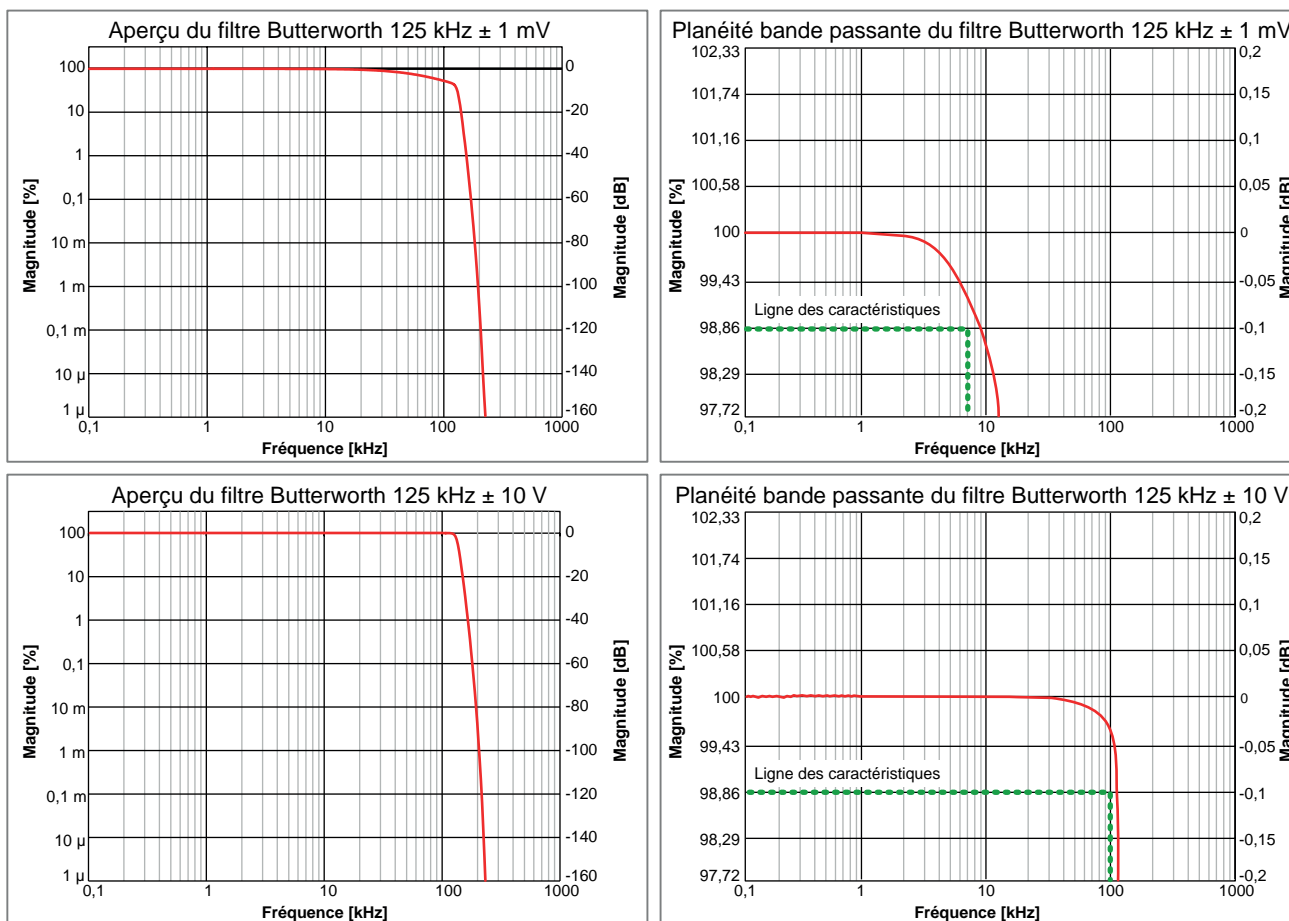 Aperçu du filtre Butterworth 125 kHz ± 1 mV
100
10
1
0,1
10 m
1 m
0,1 m
10 µ
1 µ
0
-20
-40
-60
-80
-100
-120
-140
-160
0,1
1
10
100
1000
Magnitude [%]
Magnitude [dB]
Fréquence [kHz]
Planéité bande passante du filtre Butterworth 125 kHz ± 1 mV
102,33
101,74
101,16
100,58
100
99,43
98,86
98,29
97,72
0,2
0,15
0,1
0,05
0
-0,05
-0,1
-0,15
-0,2
0,1
1
10
100
1000
Magnitude [%]
Magnitude [dB]
Ligne des caractéristiques
Fréquence [kHz]
Aperçu du filtre Butterworth 125 kHz ± 10 V
100
10
1
0,1
10 m
1 m
0,1 m
10 µ
1 µ
0
-20
-40
-60
-80
-100
-120
-140
-160
0,1
1
10
100
1000
Magnitude [%]
Magnitude [dB]
Fréquence [kHz]
Planéité bande passante du filtre Butterworth 125 kHz ± 10 V
102,33
101,74
101,16
100,58
100
99,43
98,86
98,29
97,72
0,2
0,15
0,1
0,05
0
-0,05
-0,1
-0,15
-0,2
0,1
1
10
100
1000
Magnitude [%]
Magnitude [dB]
Ligne des caractéristiques
Fréquence [kHz]